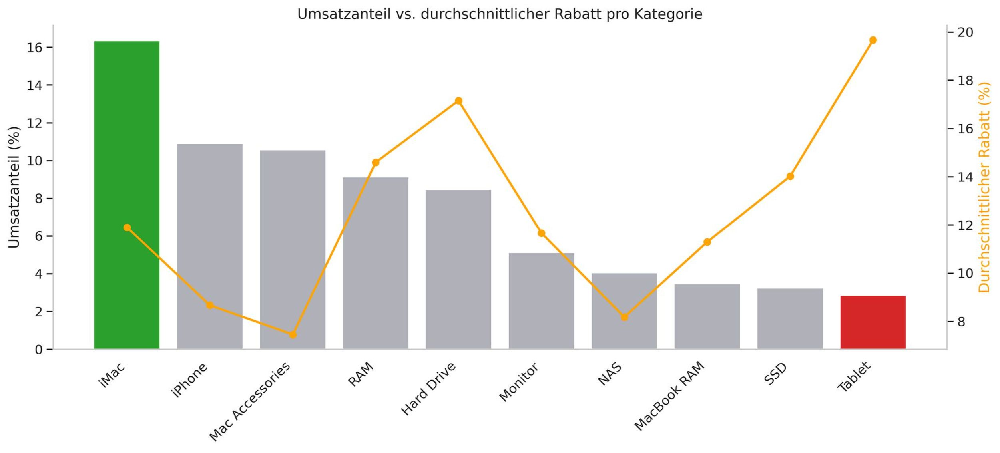 Umsatzanteil vs. durchschnittlicher Rabatt pro Kategorie
Umsatzanteil (%)
16
14
12
10
8
6
4
2
0
20
18
16
14
12
10
8
Durchschnittlicher Rabatt (%)
iMac
iPhone
Mac Accessories
RAM
Hard Drive
Monitor
NAS
MacBook RAM
SSD
Tablet